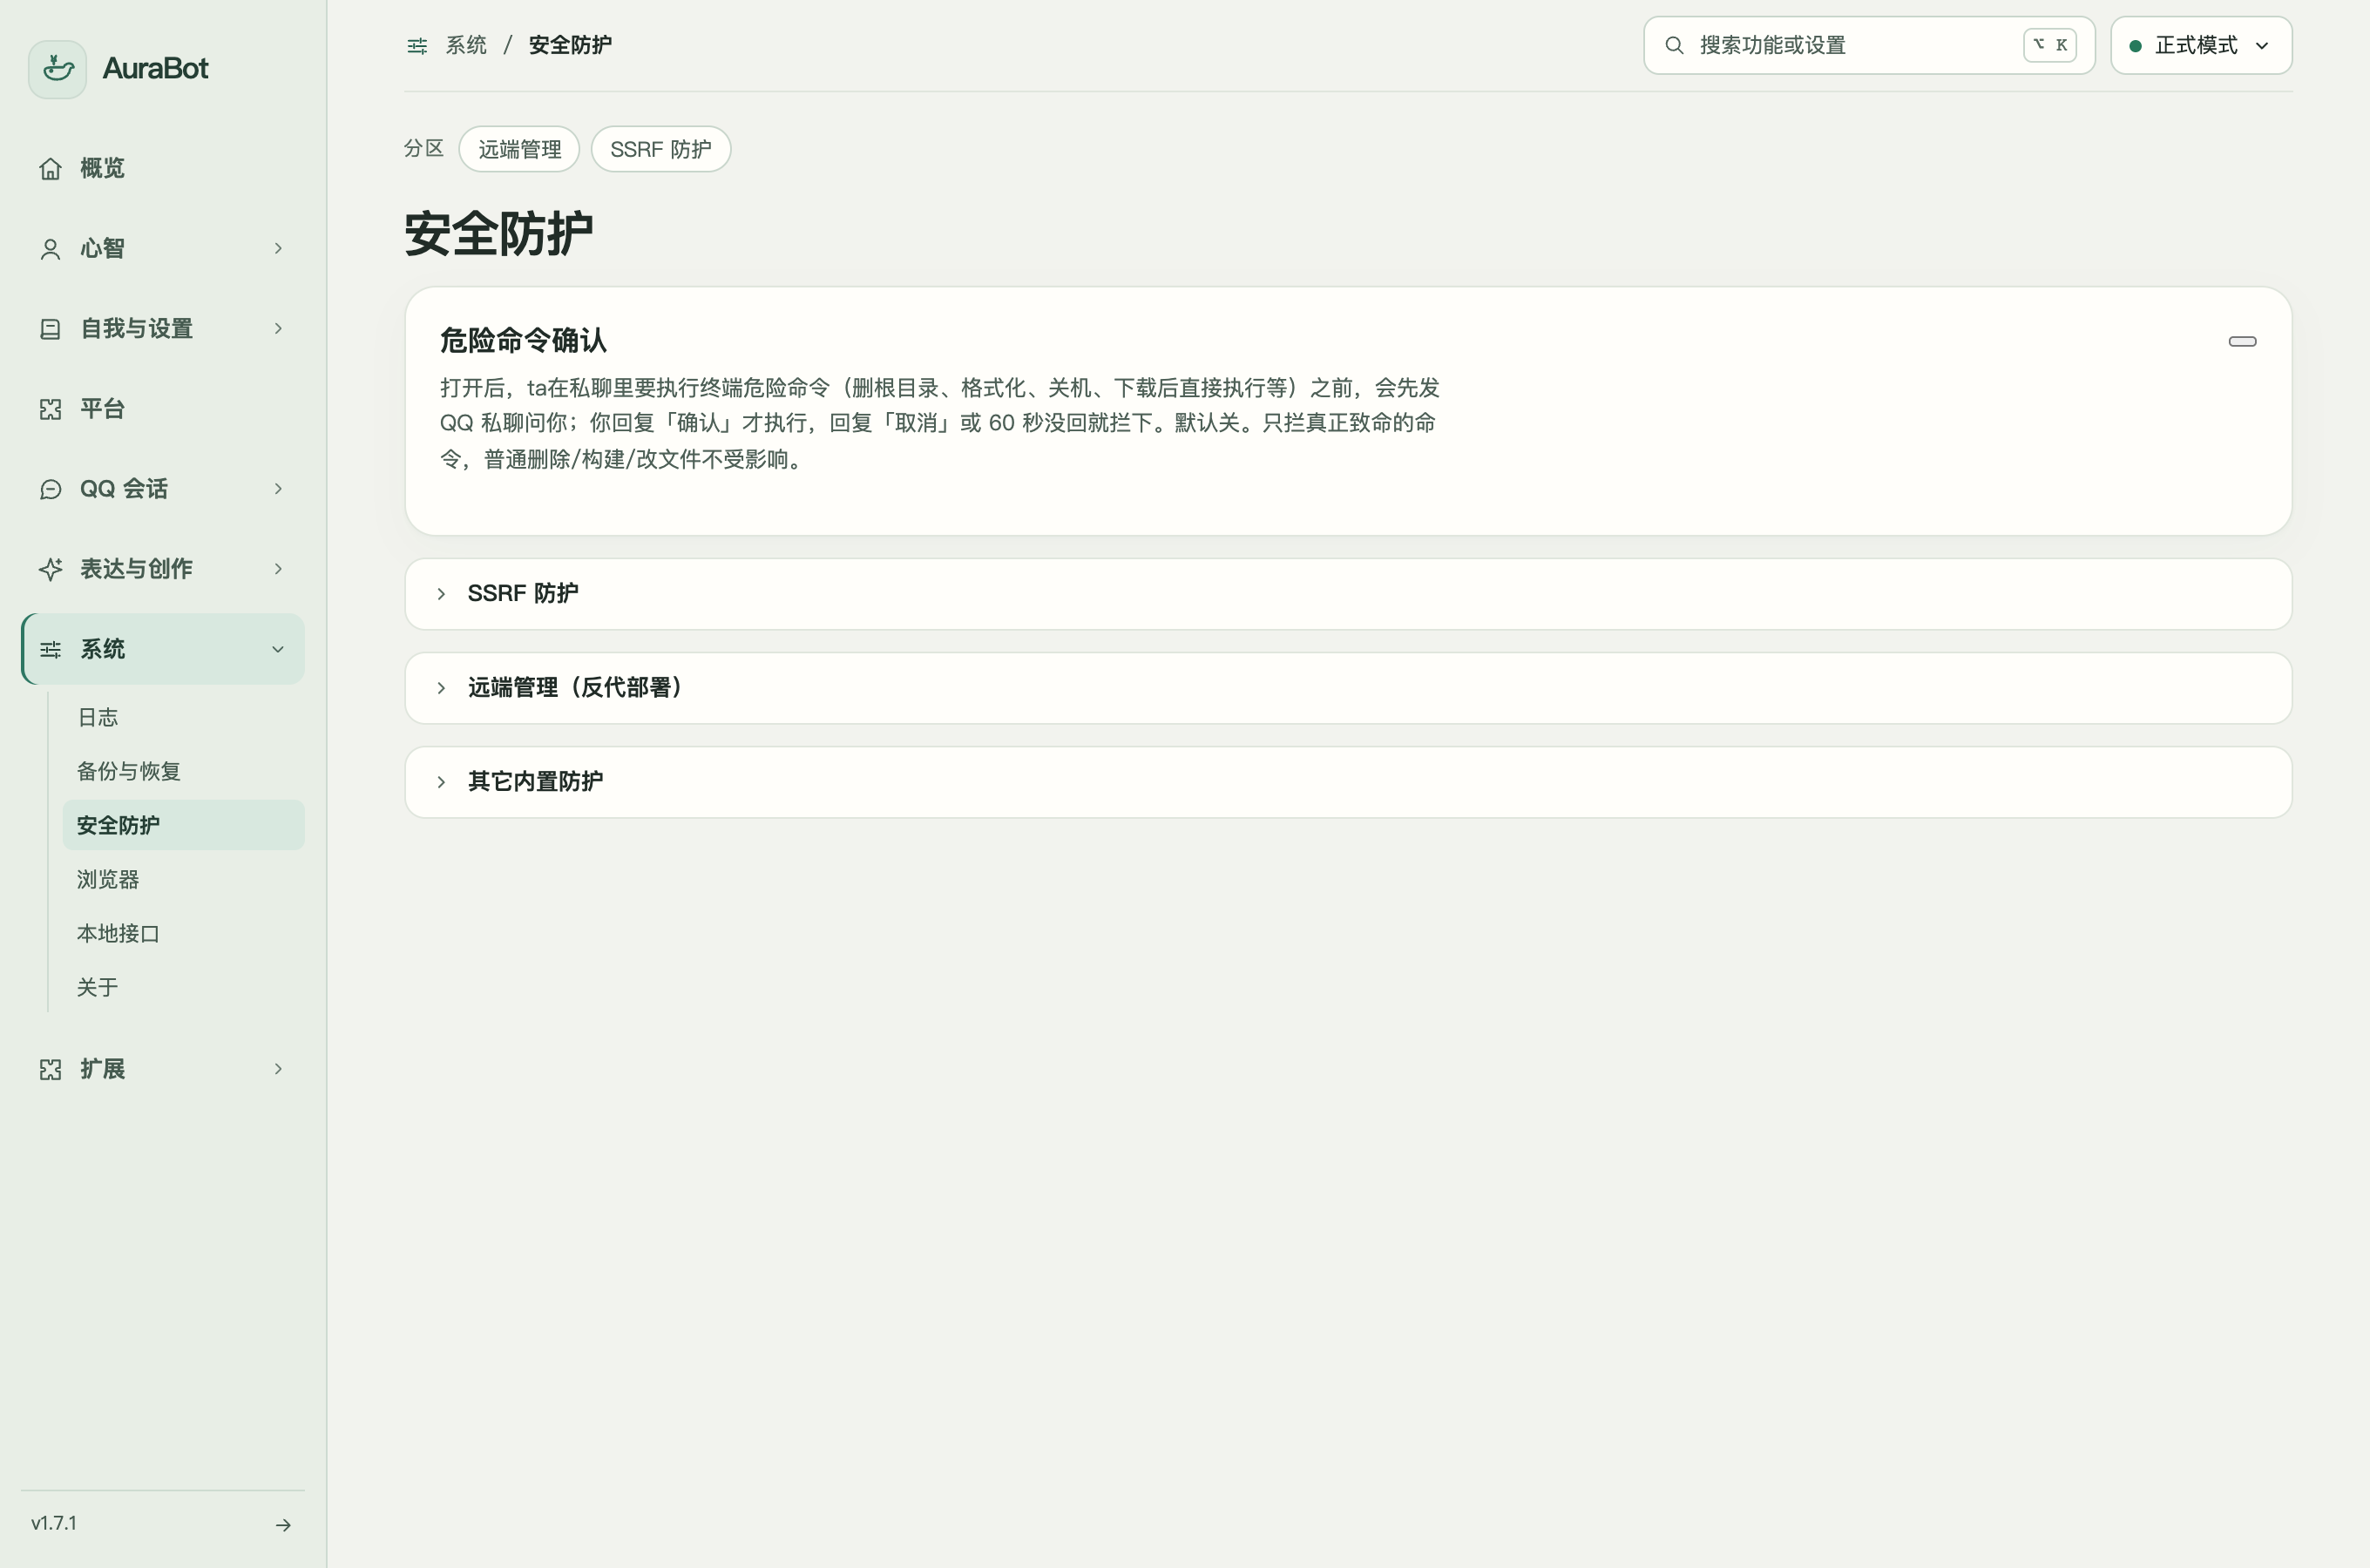 AuraBot
概览
心智
自我与设置
平台
QQ 会话
表达与创作
系统
日志
备份与恢复
安全防护
浏览器
本地接口
关于
扩展
v1.7.1
系统 / 安全防护
搜索功能或设置
⌥ K
正式模式
分区
远端管理
SSRF 防护
安全防护
危险命令确认
打开后，ta在私聊里要执行终端危险命令（删根目录、格式化、关机、下载后直接执行等）之前，会先发
QQ 私聊问你；你回复「确认」才执行，回复「取消」或 60 秒没回就拦下。默认关。只拦真正致命的命
令，普通删除/构建/改文件不受影响。
SSRF 防护
远端管理（反代部署）
其它内置防护